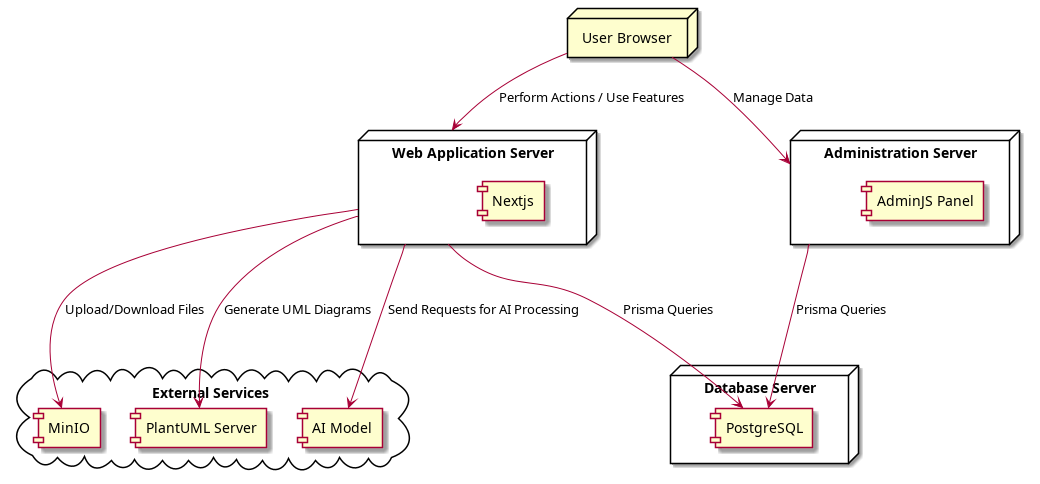 User Browser
Perform Actions / Use Features
Manage Data
Web Application Server
Nextjs
Administration Server
AdminJS Panel
Upload/Download Files
Generate UML Diagrams
Send Requests for AI Processing
Prisma Queries
Prisma Queries
External Services
MinIO
PlantUML Server
AI Model
Database Server
PostgreSQL